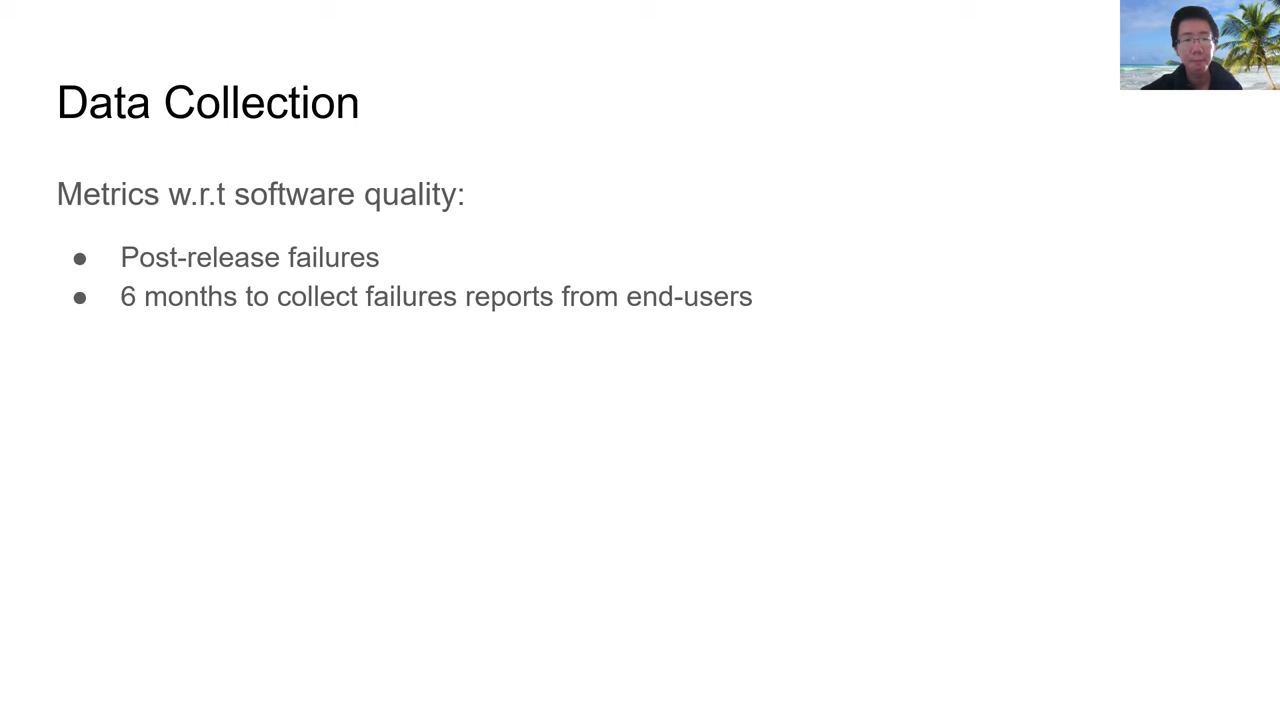 Data Collection
Metrics w.r.t software quality:
● Post-release failures
● 6 months to collect failures reports from end-users